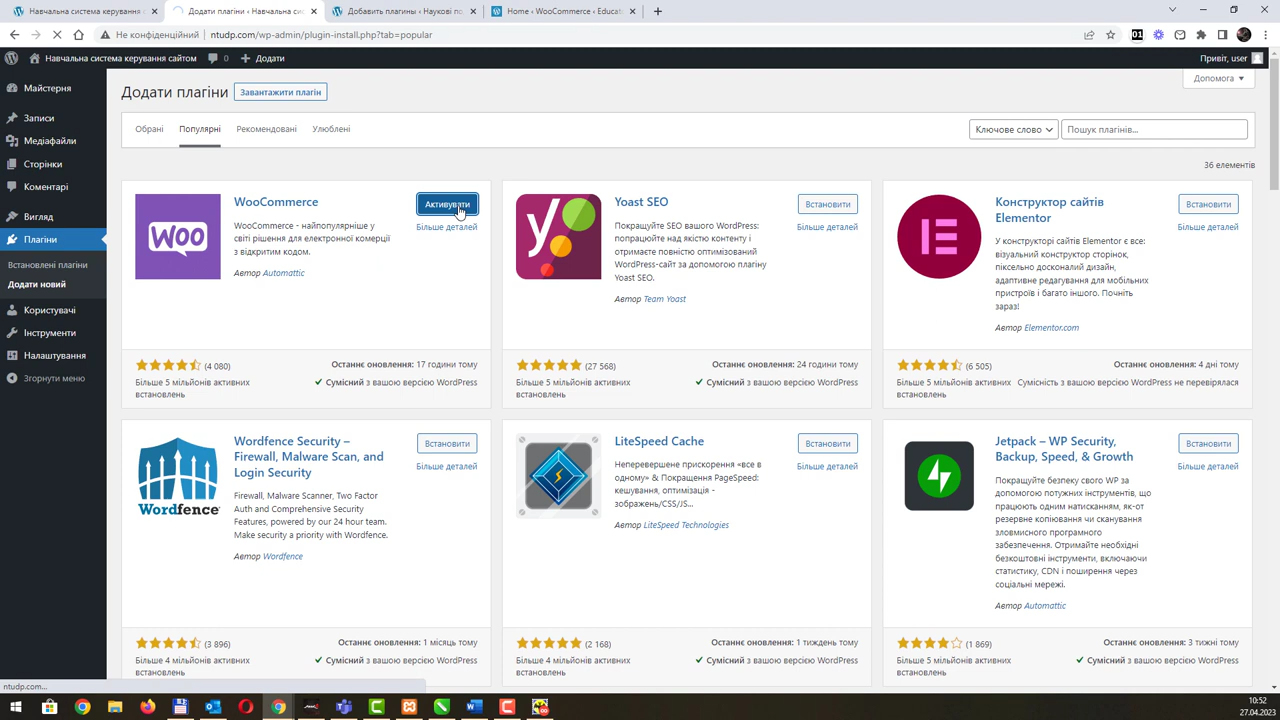 Навчальна система керування с
Додати плагіни ‹ Навчальна сис
Добавить плагины ‹ Наукові по
Home ‹ WooCommerce ‹ Educat
Не конфіденційний
ntudp.com/wp-admin/plugin-install.php?tab=popular
01
Навчальна система керування сайтом
0
Додати
Привіт, user
Майстерня
Записи
Медіафайли
Сторінки
Коментарі
Вигляд
Плагіни
Встановлені плагіни
Додати новий
Користувачі
Інструменти
Налаштування
Згорнути меню
Додати плагіни
Завантажити плагін
Допомога
Обрані
Популярні
Рекомендовані
Улюблені
Ключове слово
Пошук плагінів...
36 елементів
WOO
WooCommerce
Активувати
Більше деталей
WooCommerce - найпопулярніше у
світі рішення для електронної комерції
з відкритим кодом.
Автор Automattic
(4 080)
Більше 5 мільйонів активних
встановлень
Останнє оновлення: 17 години тому
Сумісний з вашою версією WordPress
Yoast SEO
Встановити
Більше деталей
Покращуйте SEO вашого WordPress:
попрацюйте над якістю контенту і
отримаєте повністю оптимізований
WordPress-сайт за допомогою плагіну
Yoast SEO.
Автор Team Yoast
(27 568)
Більше 5 мільйонів активних
встановлень
Останнє оновлення: 24 години тому
Сумісний з вашою версією WordPress
Конструктор сайтів
Elementor
Встановити
Більше деталей
У конструкторі сайтів Elementor є все:
візуальний конструктор сторінок,
піксельно досконалий дизайн,
адаптивне редагування для мобільних
пристроїв і багато іншого. Почніть
зараз!
Автор Elementor.com
(6 505)
Більше 5 мільйонів активних
встановлень
Останнє оновлення: 4 дні тому
Сумісність з вашою версією WordPress не перевірялася
Wordfence
Wordfence Security –
Firewall, Malware Scan, and
Login Security
Встановити
Більше деталей
Firewall, Malware Scanner, Two Factor
Auth and Comprehensive Security
Features, powered by our 24 hour team.
Make security a priority with Wordfence.
Автор Wordfence
(3 896)
Більше 4 мільйонів активних
встановлень
Останнє оновлення: 1 місяць тому
Сумісний з вашою версією WordPress
LiteSpeed Cache
Встановити
Більше деталей
Неперевершене прискорення «все в
одному» & Покращення PageSpeed:
кешування, оптимізація -
зображень/CSS/JS...
Автор LiteSpeed Technologies
(2 168)
Більше 4 мільйонів активних
встановлень
Останнє оновлення: 1 тиждень тому
Сумісний з вашою версією WordPress
Jetpack – WP Security,
Backup, Speed, & Growth
Встановити
Більше деталей
Покращуйте безпеку свого WP за
допомогою потужних інструментів, що
працюють одним натисканням, як-от
резервне копіювання чи сканування
зловмисного програмного
забезпечення. Отримайте необхідні
безкоштовні інструменти, включаючи
статистику, CDN і поширення через
соціальні мережі.
Автор Automattic
(1 869)
Більше 5 мільйонів активних
встановлень
Останнє оновлення: 3 тижні тому
Сумісний з вашою версією WordPress
ntudp.com...
10:52
27.04.2023